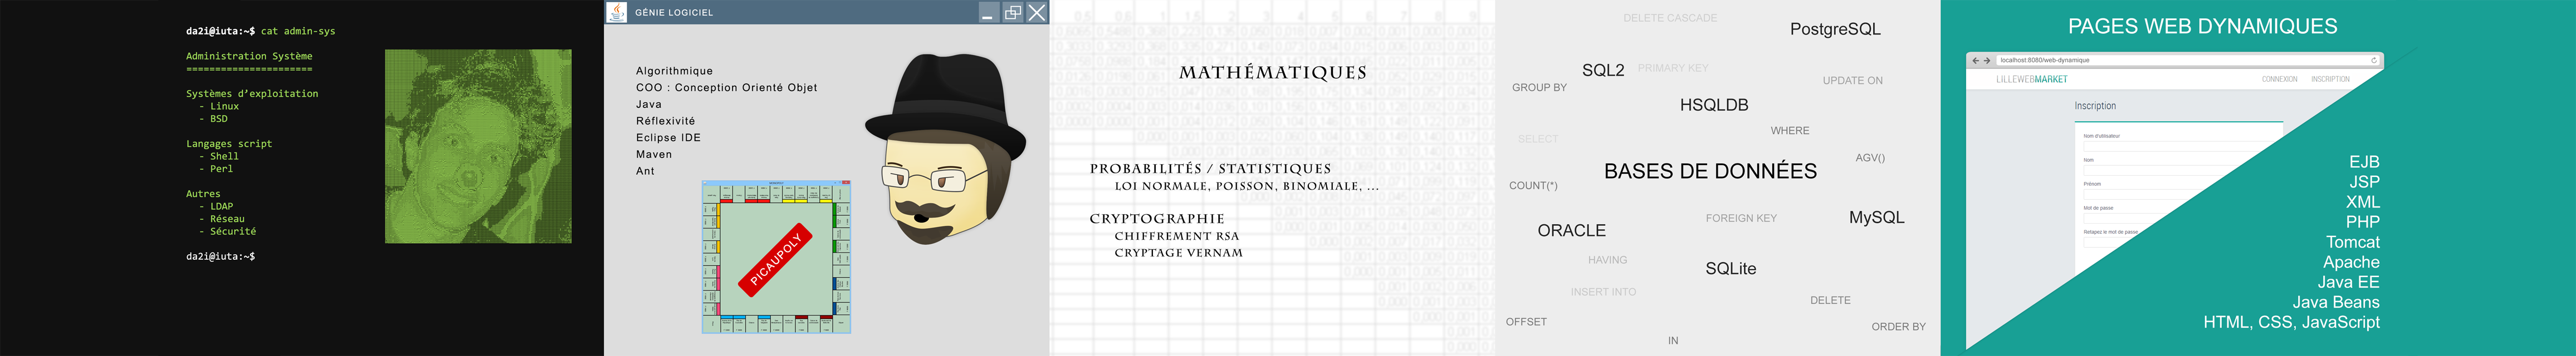 da2i@iuta:~$ cat admin-sys
Administration Système
======================
Systèmes d'exploitation
- Linux
- BSD
Langages script
- Shell
- Perl
Autres
- LDAP
- Réseau
- Sécurité
da2i@iuta:~$
GÉNIE LOGICIEL
Algorithmique
COO : Conception Orienté Objet
Java
Réflexivité
Eclipse IDE
Maven
Ant
PICAUPOLY
MATHÉMATIQUES
PROBABILITÉS / STATISTIQUES
LOI NORMALE, POISSON, BINOMIALE, ...
CRYPTOGRAPHIE
CHIFFREMENT RSA
CRYPTAGE VERNAM
DELETE CASCADE
PostgreSQL
SQL2
PRIMARY KEY
UPDATE ON
GROUP BY
HSQLDB
WHERE
SELECT
AGV()
BASES DE DONNÉES
COUNT(*)
FOREIGN KEY
MySQL
ORACLE
HAVING
SQLite
INSERT INTO
DELETE
OFFSET
ORDER BY
IN
PAGES WEB DYNAMIQUES
localhost:8080/web-dynamique
LILLEWEBMARKET
CONNEXION
INSCRIPTION
Inscription
Nom d'utilisateur
Nom
Prénom
Mot de passe
Retapez le mot de passe
EJB
JSP
XML
PHP
Tomcat
Apache
Java EE
Java Beans
HTML, CSS, JavaScript